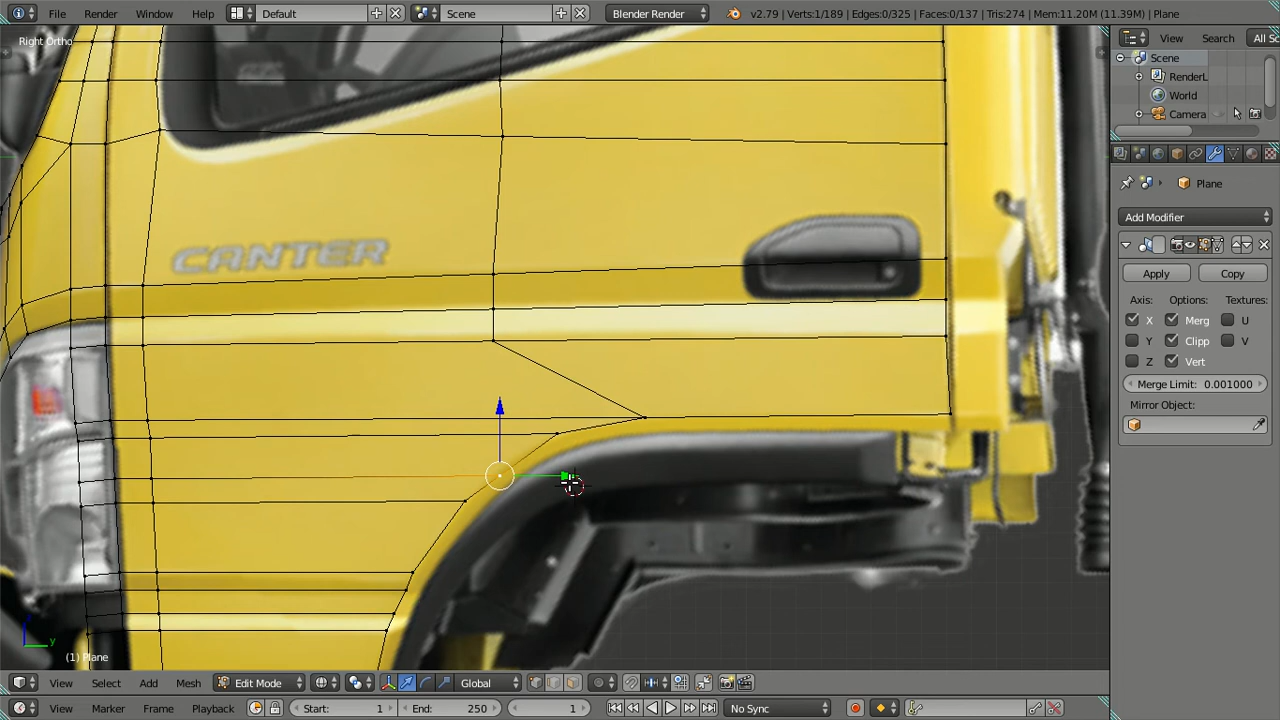 File Render Window Help Default Scene Blender Render v2.79 | Verts:1/189 | Edges:0/325 | Faces:0/137 | Tris:274 | Mem:11.20M (11.39M) | Plane
Right Ortho
View Search All Sc
Scene
RenderL
World
Camera
Plane
Add Modifier
Apply Copy
Axis: Options: Textures:
X Merg U
Y Clipp V
Z Vert
Merge Limit: 0.001000
Mirror Object:
CANTER
y
(1) Plane
View Select Add Mesh Edit Mode Global
View Marker Frame Playback Start: 1 End: 250 1 No Sync